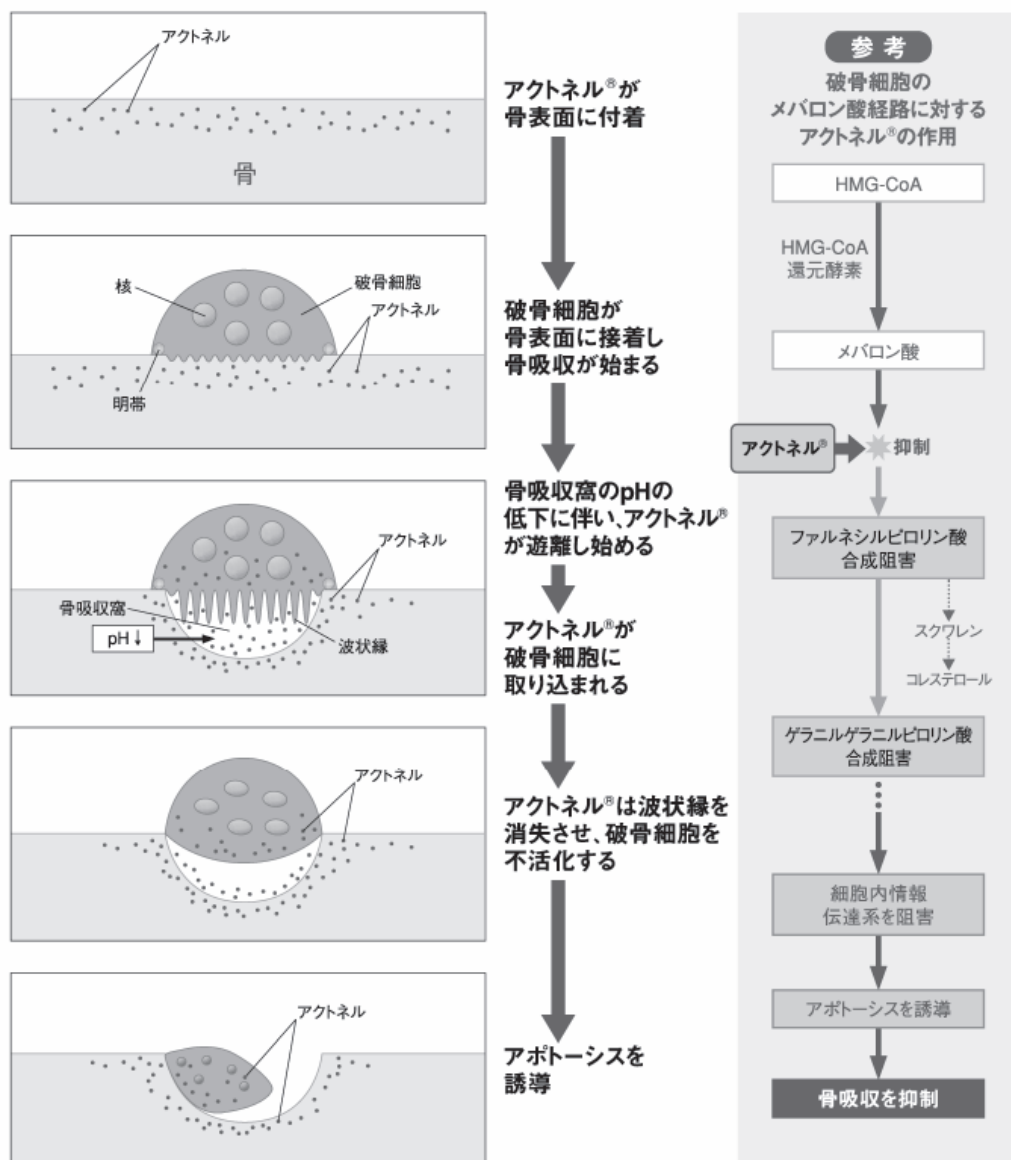 アクトネル
骨
アクトネル®が
骨表面に付着
核
破骨細胞
アクトネル
明帯
破骨細胞が
骨表面に接着し
骨吸収が始まる
アクトネル
骨吸収窩
pH↓
波状縁
骨吸収窩のpHの
低下に伴い、アクトネル®
が遊離し始める
アクトネル®が
破骨細胞に
取り込まれる
アクトネル
アクトネル®は波状縁を
消失させ、破骨細胞を
不活化する
アクトネル
アポトーシスを
誘導
参考
破骨細胞の
メバロン酸経路に対する
アクトネル®の作用
HMG-CoA
HMG-CoA
還元酵素
メバロン酸
アクトネル®
抑制
ファルネシルピロリン酸
合成阻害
スクワレン
コレステロール
ゲラニルゲラニルピロリン酸
合成阻害
細胞内情報
伝達系を阻害
アポトーシスを誘導
骨吸収を抑制